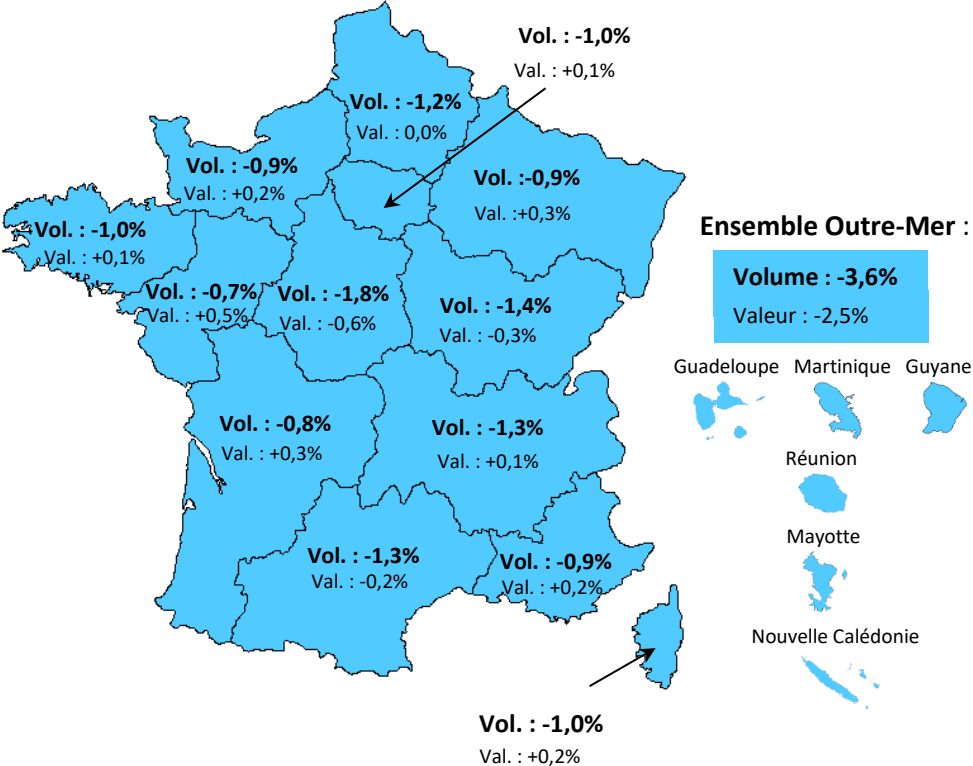 Vol. : -1,0%
Val. : +0,1%
Vol. : -1,2%
Val. : 0,0%
Vol. : -0,9%
Val. : +0,2%
Vol. :-0,9%
Val. :+0,3%
Vol. : -1,0%
Val. : +0,1%
Vol. : -0,7%
Val. : +0,5%
Vol. : -1,8%
Val. : -0,6%
Vol. : -1,4%
Val. : -0,3%
Vol. : -0,8%
Val. : +0,3%
Vol. : -1,3%
Val. : +0,1%
Vol. : -1,3%
Val. : -0,2%
Vol. : -0,9%
Val. : +0,2%
Vol. : -1,0%
Val. : +0,2%
Ensemble Outre-Mer :
Volume : -3,6%
Valeur : -2,5%
Guadeloupe
Martinique
Guyane
Réunion
Mayotte
Nouvelle Calédonie